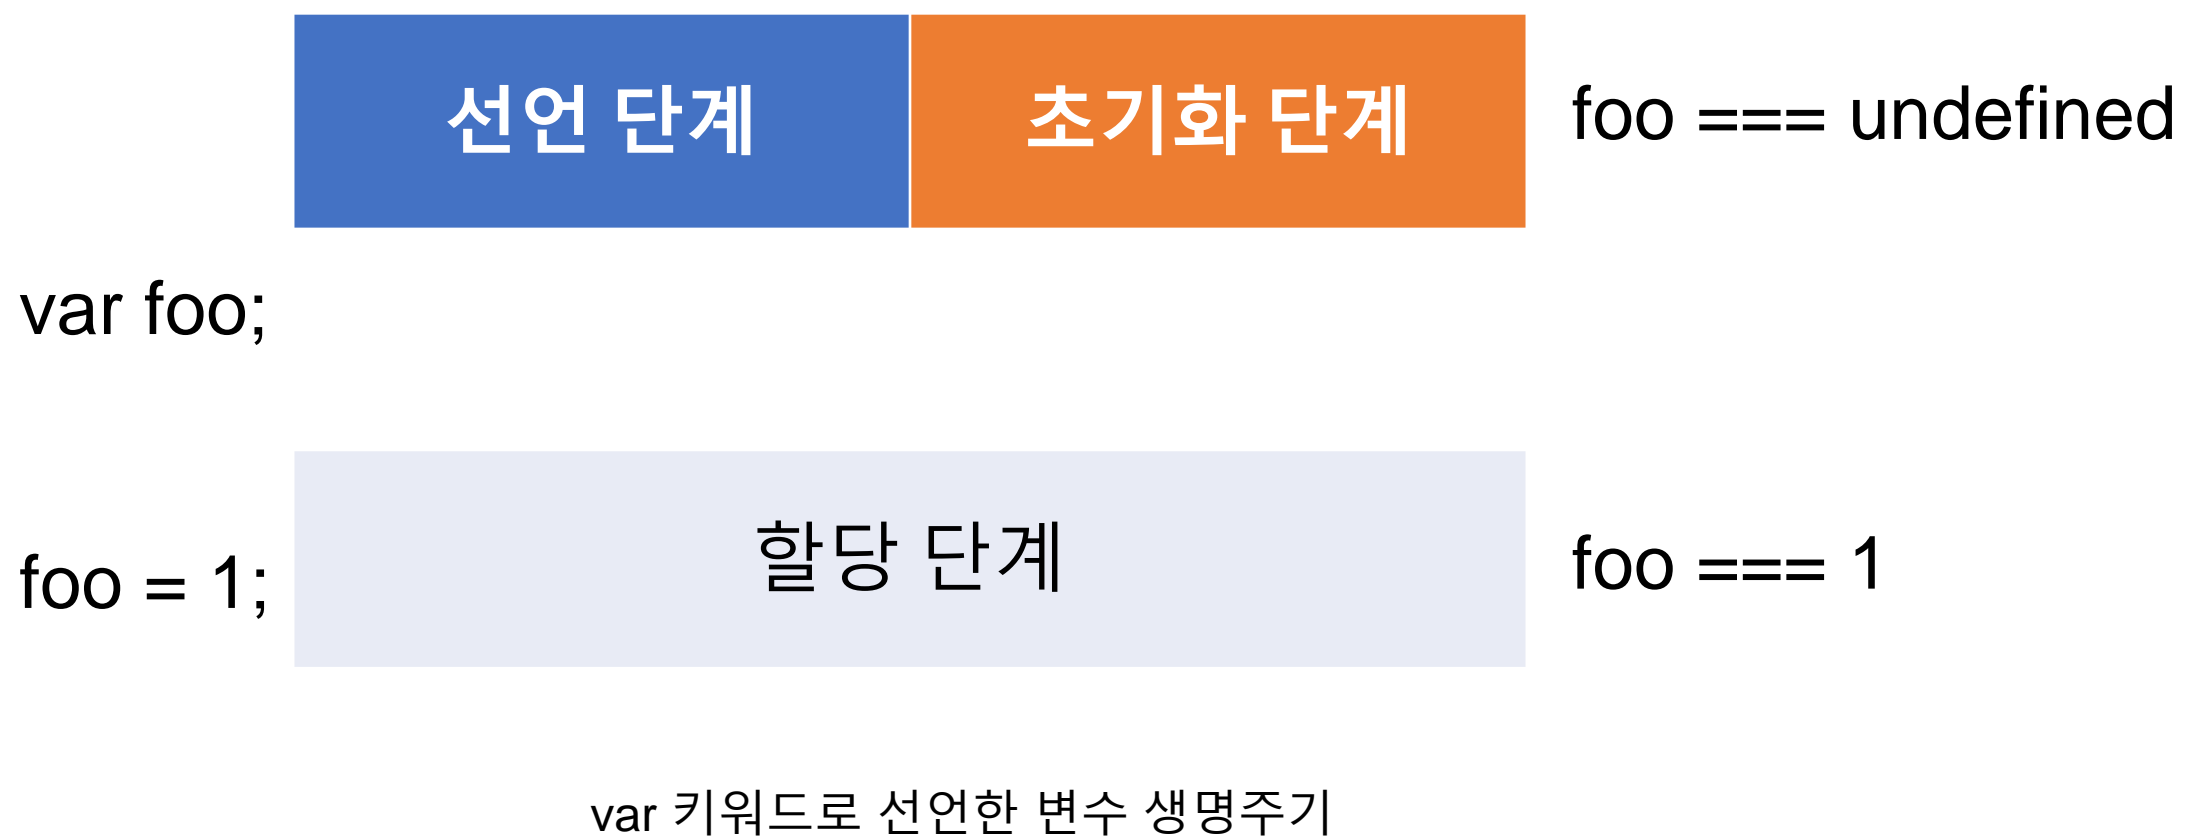 선언 단계
초기화 단계
foo === undefined
var foo;
할당 단계
foo = 1;
foo === 1
var 키워드로 선언한 변수 생명주기